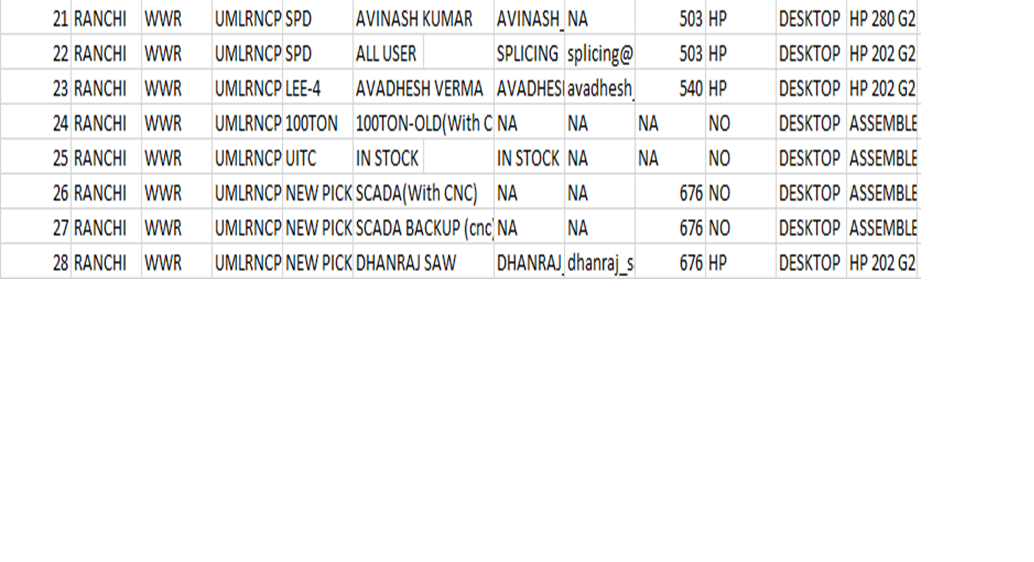 21 RANCHI WWR UMLRNCP SPD AVINASH KUMAR AVINASH_ NA 503 HP DESKTOP HP 280 G2
22 RANCHI WWR UMLRNCP SPD ALL USER SPLICING splicing@ 503 HP DESKTOP HP 202 G2
23 RANCHI WWR UMLRNCP LEE-4 AVADHESH VERMA AVADHESH avadhesh_ 540 HP DESKTOP HP 202 G2
24 RANCHI WWR UMLRNCP 100TON 100TON-OLD(With C NA NA NA NO DESKTOP ASSEMBLE
25 RANCHI WWR UMLRNCP UITC IN STOCK IN STOCK NA NA NO DESKTOP ASSEMBLE
26 RANCHI WWR UMLRNCP NEW PICK SCADA(With CNC) NA NA 676 NO DESKTOP ASSEMBLE
27 RANCHI WWR UMLRNCP NEW PICK SCADA BACKUP (cnc) NA NA 676 NO DESKTOP ASSEMBLE
28 RANCHI WWR UMLRNCP NEW PICK DHANRAJ SAW DHANRAJ_ dhanraj_s 676 HP DESKTOP HP 202 G2